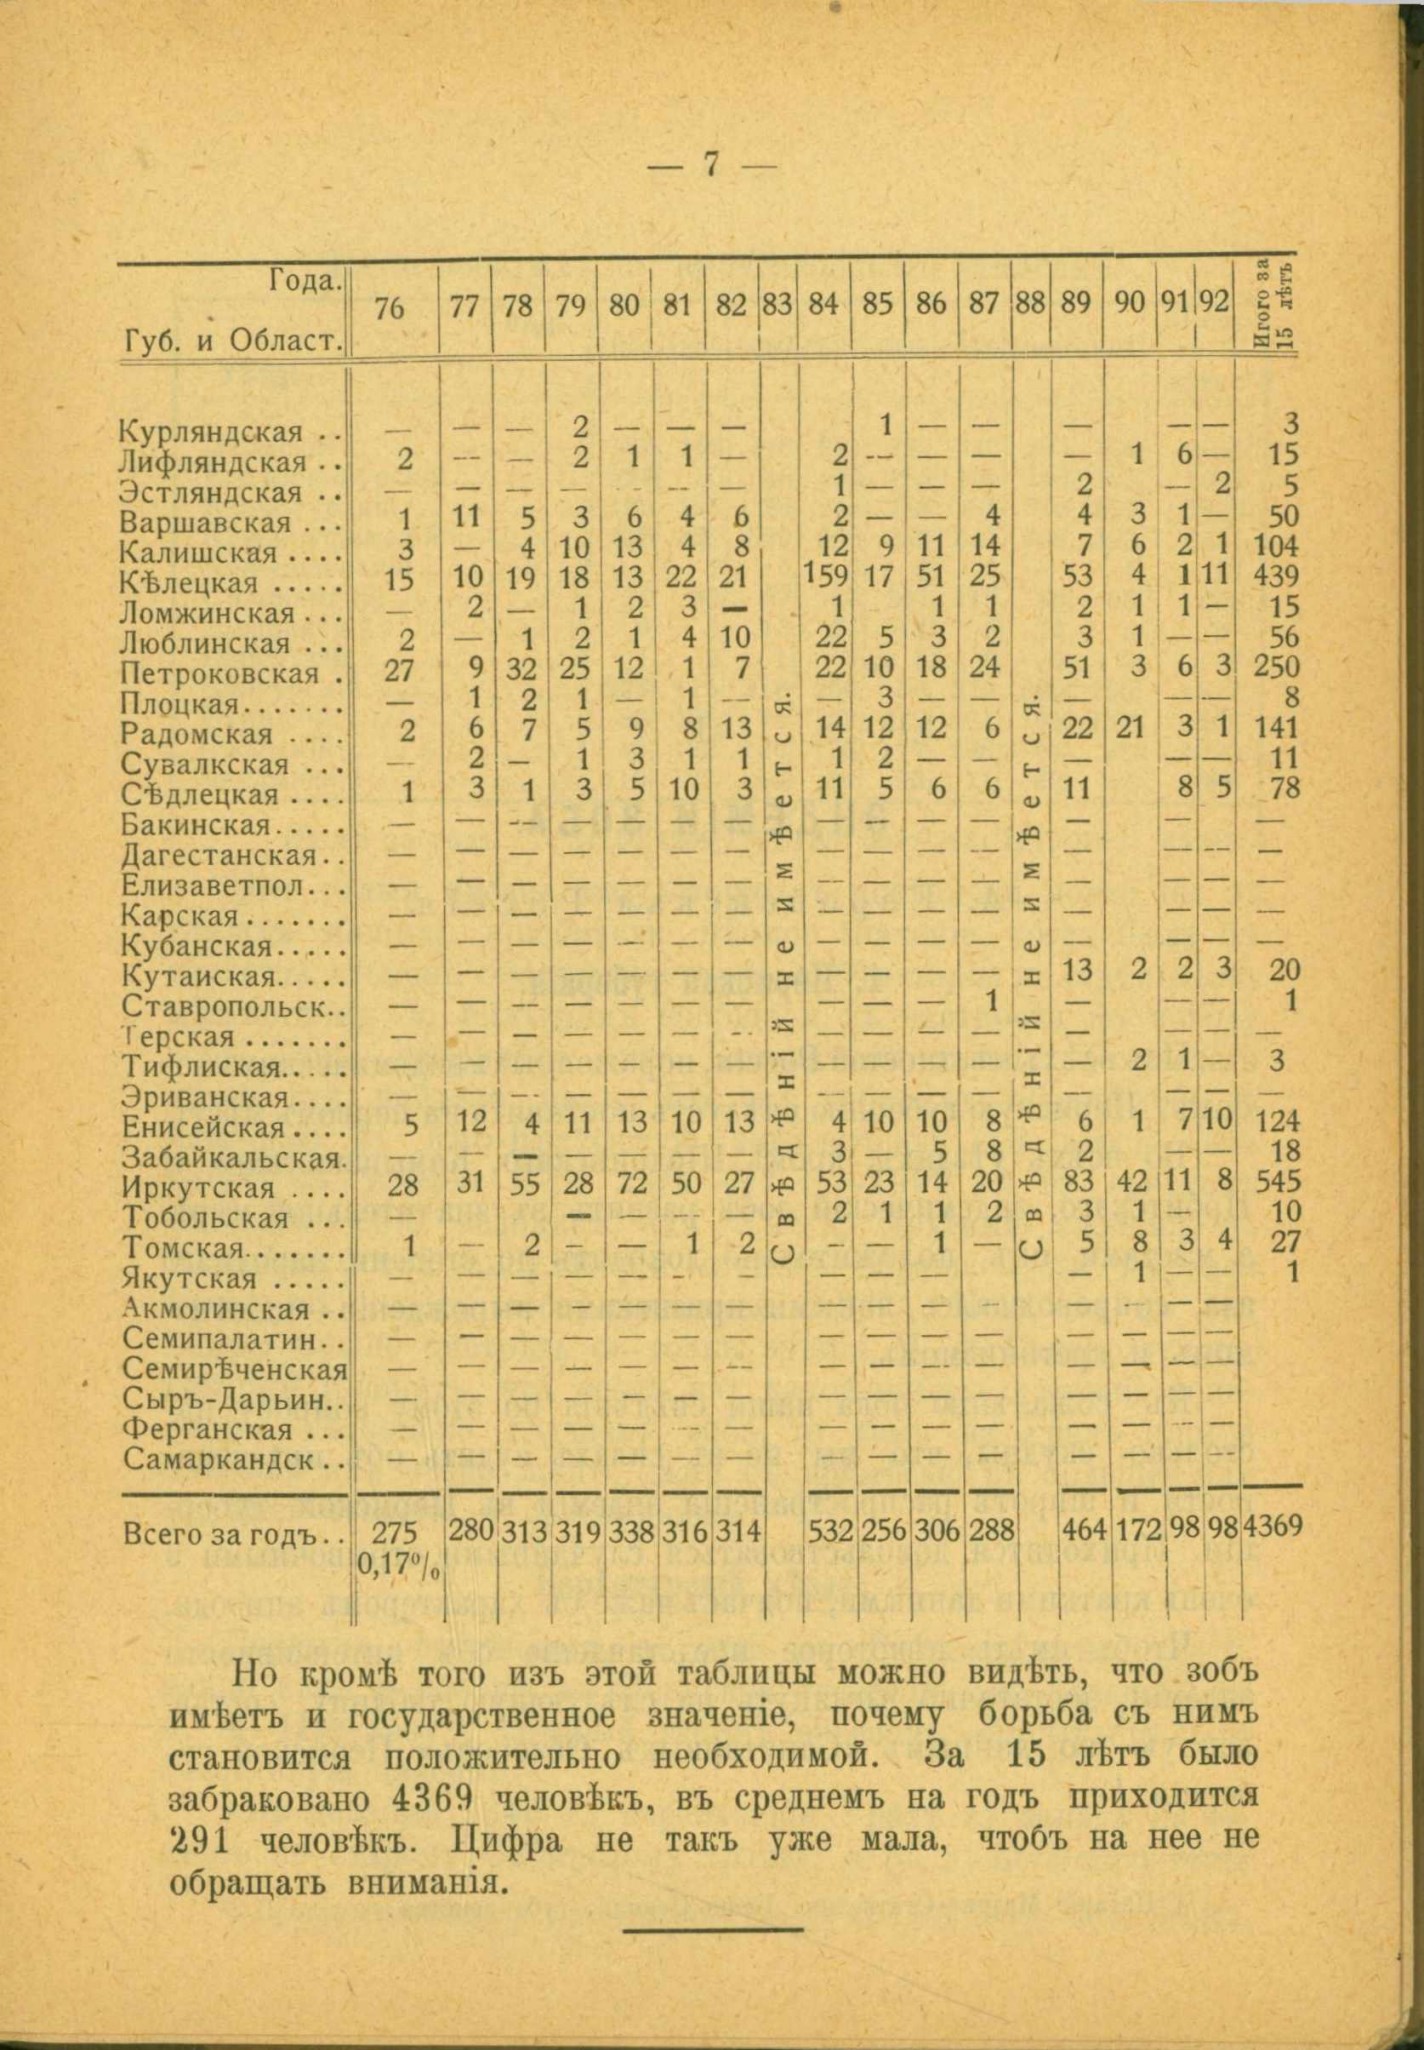 — 7 —
Года. 76 77 78 79 80 81 82 83 84 85 86 87 88 89 90 91 92 Итого за 15 лѣтъ
Губ. и Област.
Курляндская .. — — — 2 — — — 1 — — — — — 3
Лифляндская .. 2 -- — 2 1 1 — 2 -- — — — 1 6 — 15
Эстляндская .. — — — — -- -- — 1 — — — 2 — 2 5
Варшавская ... 1 11 5 3 6 4 6 2 — — 4 4 3 1 — 50
Калишская .... 3 — 4 10 13 4 8 12 9 11 14 7 6 2 1 104
Кѣлецкая ..... 15 10 19 18 13 22 21 159 17 51 25 53 4 1 11 439
Ломжинская ... — 2 — 1 2 3 — 1 1 1 2 1 1 — 15
Люблинская ... 2 — 1 2 1 4 10 22 5 3 2 3 1 — — 56
Петроковская . 27 9 32 25 12 1 7 22 10 18 24 51 3 6 3 250
Плоцкая....... — 1 2 1 — 1 -- — 3 — — — — — 8
Радомская .... 2 6 7 5 9 8 13 14 12 12 6 22 21 3 1 141
Сувалкская ... — 2 — 1 3 1 1 1 2 — — — — — 11
Сѣдлецкая .... 1 3 1 3 5 10 3 11 5 6 6 11 8 5 78
Бакинская..... — — -- — — — — — -- — — — — — —
Дагестанская.. — — — — — — — — — — -- — — -- —
Елизаветпол... — — — — — — — -- — — — — — — —
Карская....... — — — — — — — — — — — — — — —
Кубанская..... — — — — -- — — — — — — — — — —
Кутаиская..... — — — — — — — — — — — 13 2 2 3 20
Ставропольск.. — — -- — — — — — — — 1 — — — 1
Терская ....... — — — — — — -- — — — — — — — —
Тифлиская..... — — — — — — — — — — — — 2 1 — 3
Эриванская.... — — -- — — — — -- — — — — — — —
Енисейская .... 5 12 4 11 13 10 13 4 10 10 8 6 1 7 10 124
Забайкальская. — — — — — — — 3 — 5 8 2 — — 18
Иркутская .... 28 31 55 28 72 50 27 53 23 14 20 83 42 11 8 545
Тобольская ... — — — -- — 2 1 1 2 3 1 — 10
Томская....... 1 — 2 - — 1 2 -- — 1 — 5 8 3 4 27
Якутская ..... — — — — — -- - — — — — 1 — — 1
Акмолинская .. — — — - — — — — — — - — -- — —
Семипалатин.. — — — — — — — — — — — — — — —
Семирѣченская — — — — — — -- — — -- — — — — —
Сыръ-Дарьин.. — — — — — — — — — — — — — — —
Ферганская ... — — — — — -- — — — — — — — -- —
Самаркандск .. — — — — — -- — - — — — — — — --
Свѣдѣній не имѣется.
Свѣдѣній не имѣется.
Всего за годъ.. 275 280 313 319 338 316 314 532 256 306 288 464 172 98 98 4369
0,17%
Но кромѣ того изъ этой таблицы можно видѣть, что зобъ
имѣетъ и государственное значеніе, почему борьба съ нимъ
становится положительно необходимой. За 15 лѣтъ было
забраковано 4369 человѣкъ, въ среднемъ на годъ приходится
291 человѣкъ. Цифра не такъ уже мала, чтобъ на нее не
обращать вниманія.